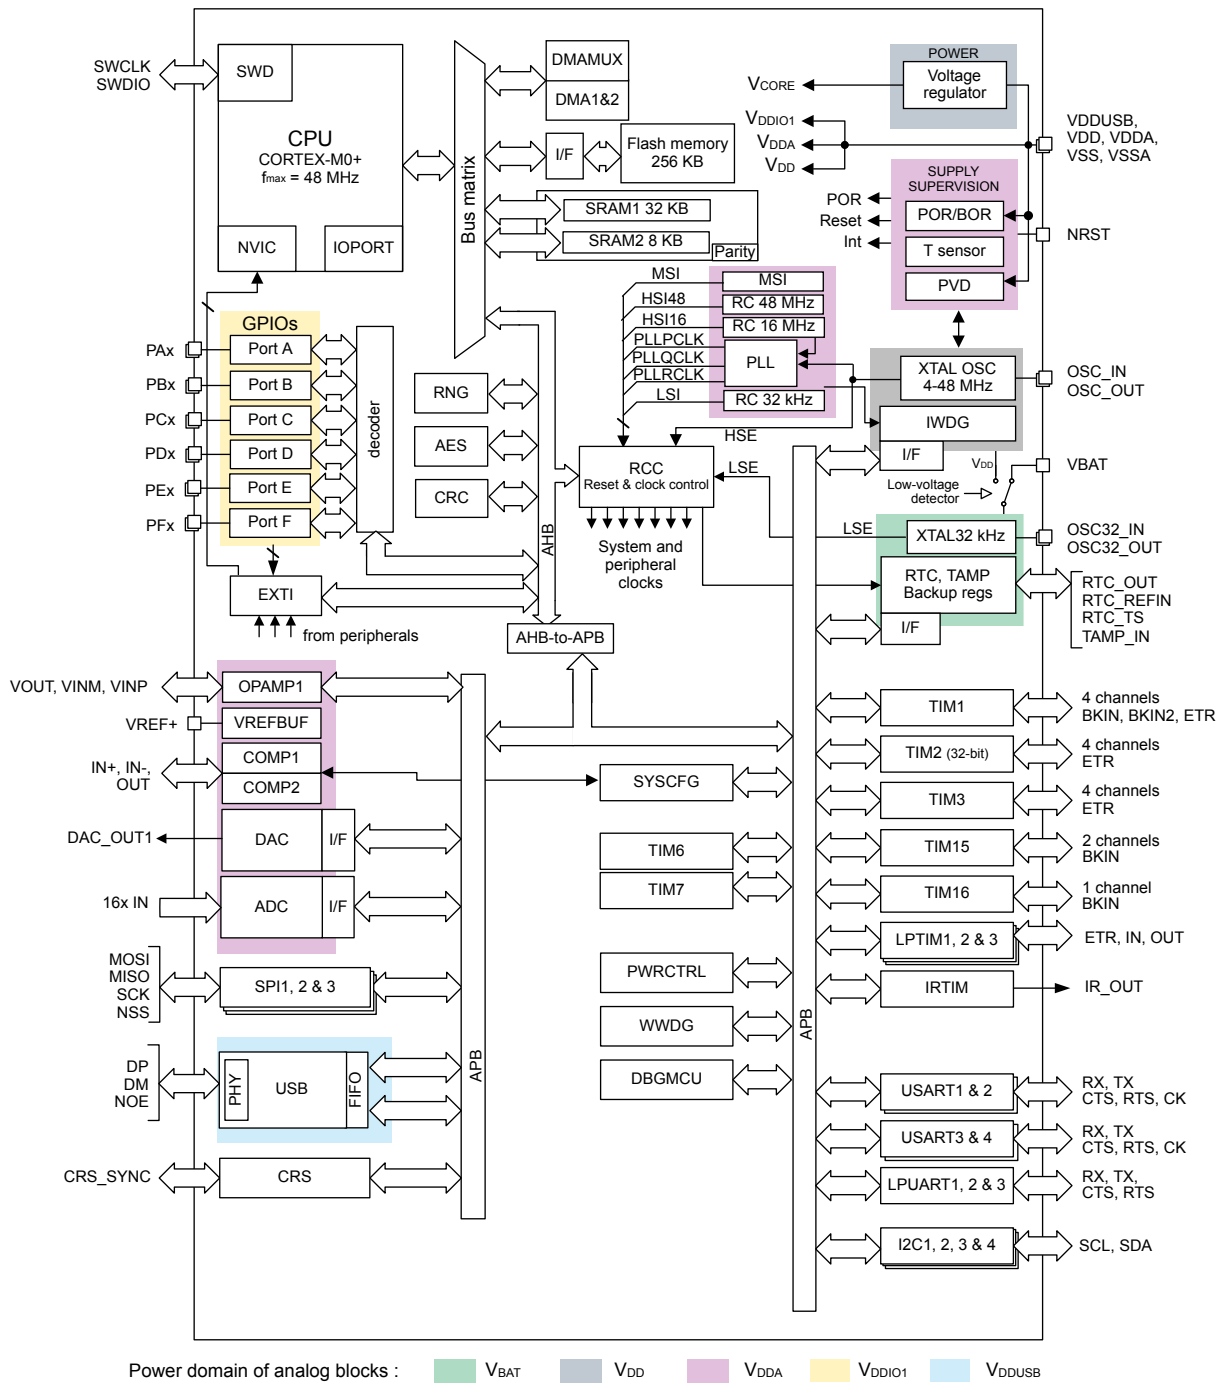 SWCLK
SWDIO
SWD
CPU
CORTEX-M0+
fmax = 48 MHz
NVIC
IOPORT
Bus matrix
DMAMUX
DMA1&2
I/F
Flash memory
256 KB
SRAM1 32 KB
SRAM2 8 KB
Parity
POWER
Voltage
regulator
VCORE
VDDIO1
VDDA
VDD
VDDUSB,
VDD, VDDA,
VSS, VSSA
SUPPLY
SUPERVISION
POR
Reset
Int
POR/BOR
T sensor
PVD
NRST
MSI
HSI48
HSI16
PLLPCLK
PLLQCLK
PLLRCLK
LSI
MSI
RC 48 MHz
RC 16 MHz
PLL
RC 32 kHz
HSE
XTAL OSC
4-48 MHz
IWDG
I/F
OSC_IN
OSC_OUT
VDD
VBAT
Low-voltage
detector
GPIOs
PAx
PBx
PCx
PDx
PEx
PFx
Port A
Port B
Port C
Port D
Port E
Port F
decoder
RNG
AES
CRC
AHB
RCC
Reset & clock control
LSE
System and
peripheral
clocks
LSE
XTAL32 kHz
OSC32_IN
OSC32_OUT
RTC, TAMP
Backup regs
I/F
RTC_OUT
RTC_REFIN
RTC_TS
TAMP_IN
EXTI
from peripherals
AHB-to-APB
VOUT, VINM, VINP
OPAMP1
VREF+
VREFBUF
IN+, IN-,
OUT
COMP1
COMP2
DAC_OUT1
DAC
I/F
16x IN
ADC
I/F
MOSI
MISO
SCK
NSS
SPI1, 2 & 3
DP
DM
NOE
PHY
USB
FIFO
CRS_SYNC
CRS
APB
SYSCFG
TIM6
TIM7
PWRCTRL
WWDG
DBGMCU
APB
TIM1
4 channels
BKIN, BKIN2, ETR
TIM2 (32-bit)
4 channels
ETR
TIM3
4 channels
ETR
TIM15
2 channels
BKIN
TIM16
1 channel
BKIN
LPTIM1, 2 & 3
ETR, IN, OUT
IRTIM
IR_OUT
USART1 & 2
RX, TX
CTS, RTS, CK
USART3 & 4
RX, TX
CTS, RTS, CK
LPUART1, 2 & 3
RX, TX,
CTS, RTS
I2C1, 2, 3 & 4
SCL, SDA
Power domain of analog blocks : VBAT VDD VDDA VDDIO1 VDDUSB